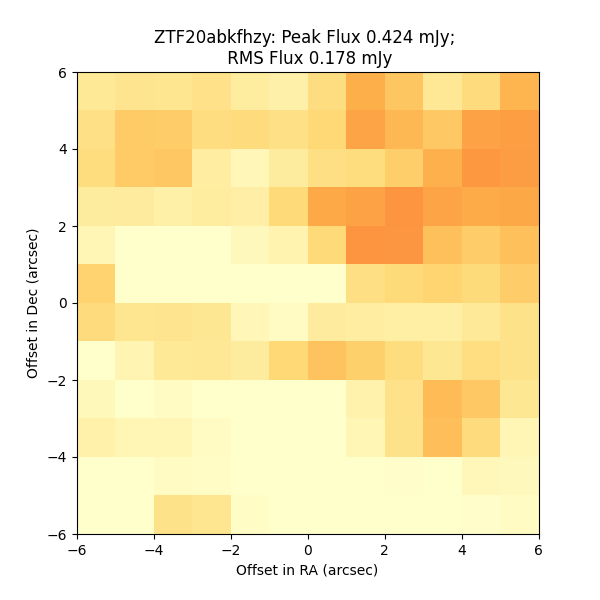 ZTF20abkfhzy: Peak Flux 0.424 mJy;
RMS Flux 0.178 mJy
6
4
2
0
−2
−4
−6
Offset in Dec (arcsec)
−6 −4 −2 0 2 4 6
Offset in RA (arcsec)